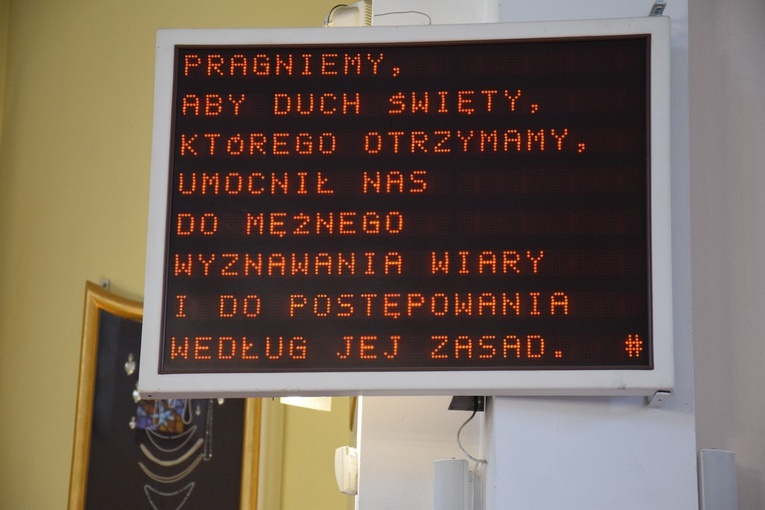 PRAGNIEMY,
ABY DUCH ŚWIĘTY,
KTÓREGO OTRZYMAMY,
UMOCNIŁ NAS
DO MĘŻNEGO
WYZNAWANIA WIARY
I DO POSTĘPOWANIA
WEDŁUG JEJ ZASAD. #